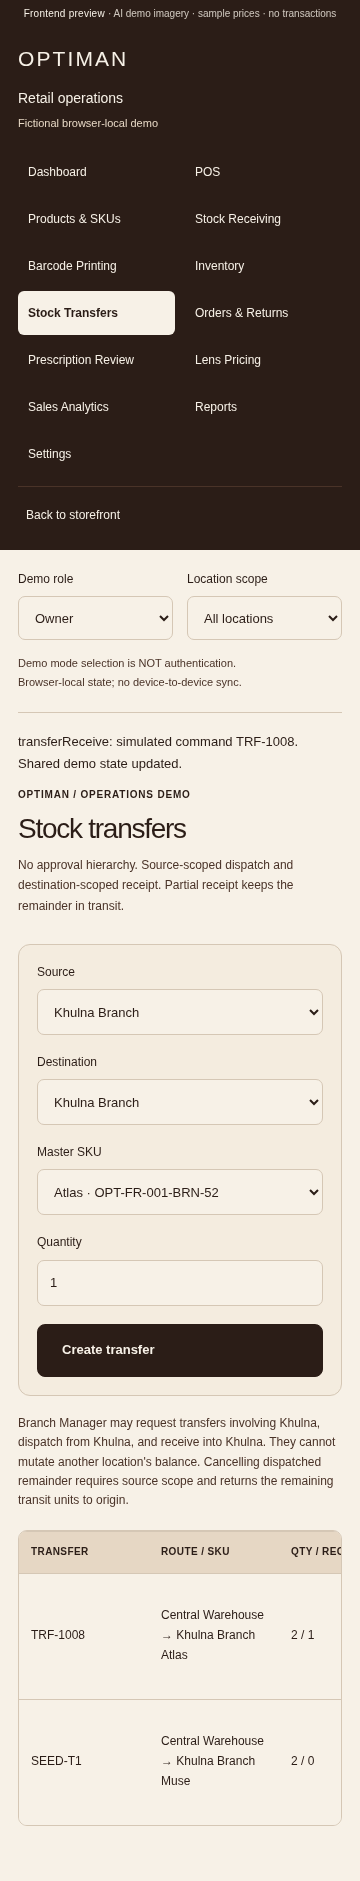 Frontend preview · AI demo imagery · sample prices · no transactions
OPTIMAN
Retail operations
Fictional browser-local demo
Dashboard
POS
Products & SKUs
Stock Receiving
Barcode Printing
Inventory
Stock Transfers
Orders & Returns
Prescription Review
Lens Pricing
Sales Analytics
Reports
Settings
Back to storefront
Demo role
Location scope
Owner
All locations
Demo mode selection is NOT authentication.
Browser-local state; no device-to-device sync.
transferReceive: simulated command TRF-1008.
Shared demo state updated.
OPTIMAN / OPERATIONS DEMO
Stock transfers
No approval hierarchy. Source-scoped dispatch and
destination-scoped receipt. Partial receipt keeps the
remainder in transit.
Source
Khulna Branch
Destination
Khulna Branch
Master SKU
Atlas · OPT-FR-001-BRN-52
Quantity
1
Create transfer
Branch Manager may request transfers involving Khulna,
dispatch from Khulna, and receive into Khulna. They cannot
mutate another location's balance. Cancelling dispatched
remainder requires source scope and returns the remaining
transit units to origin.
TRANSFER
ROUTE / SKU
QTY / REC
Central Warehouse
TRF-1008
→ Khulna Branch
2 / 1
Atlas
Central Warehouse
SEED-T1
→ Khulna Branch
2 / 0
Muse